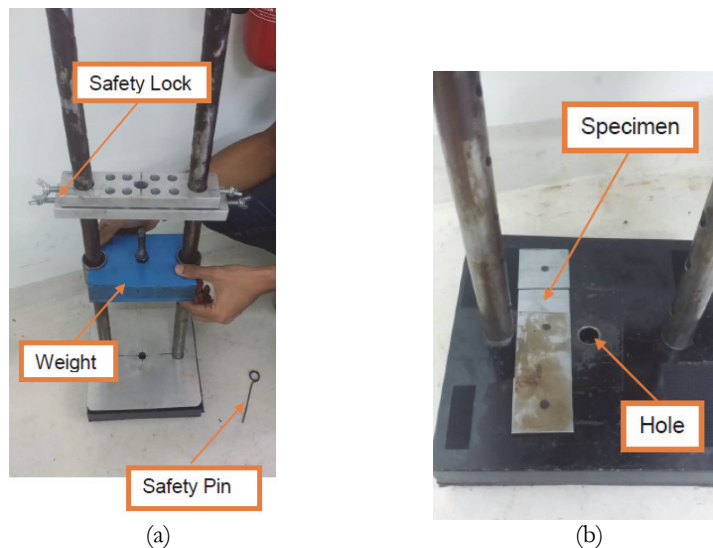 Safety Lock
Weight
Safety Pin
(a)
Specimen
Hole
(b)